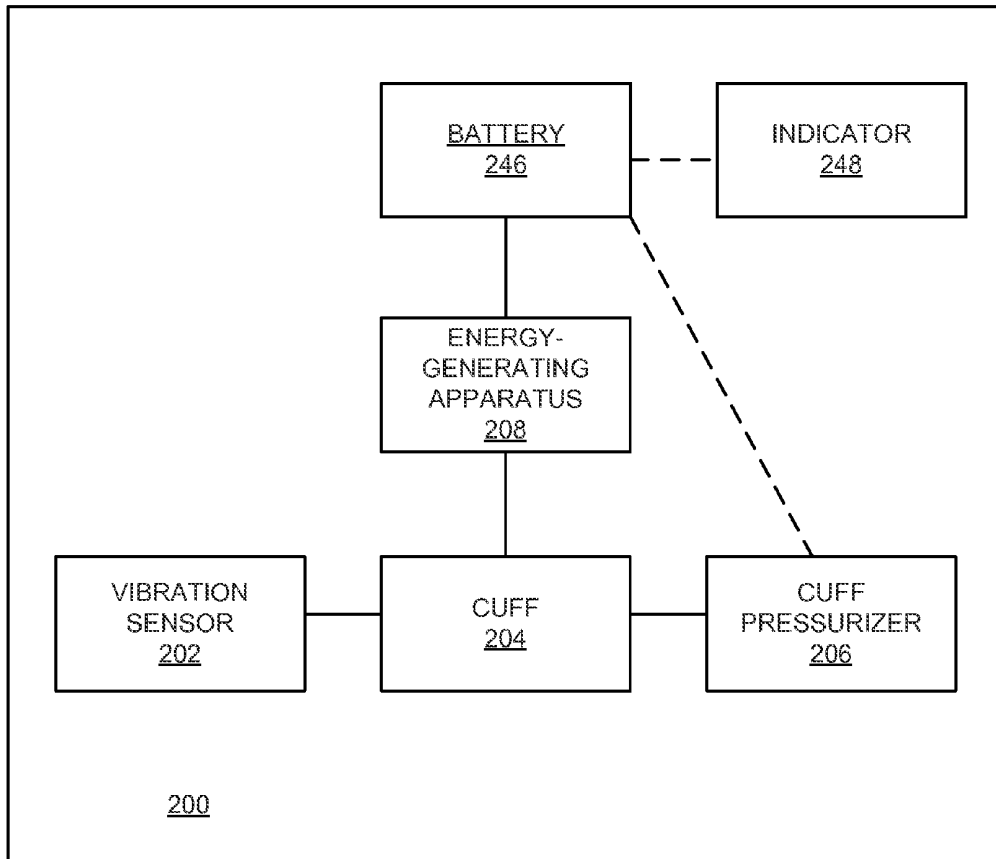 BATTERY
246
INDICATOR
248
ENERGY-
GENERATING
APPARATUS
208
VIBRATION
SENSOR
202
CUFF
204
CUFF
PRESSURIZER
206
200